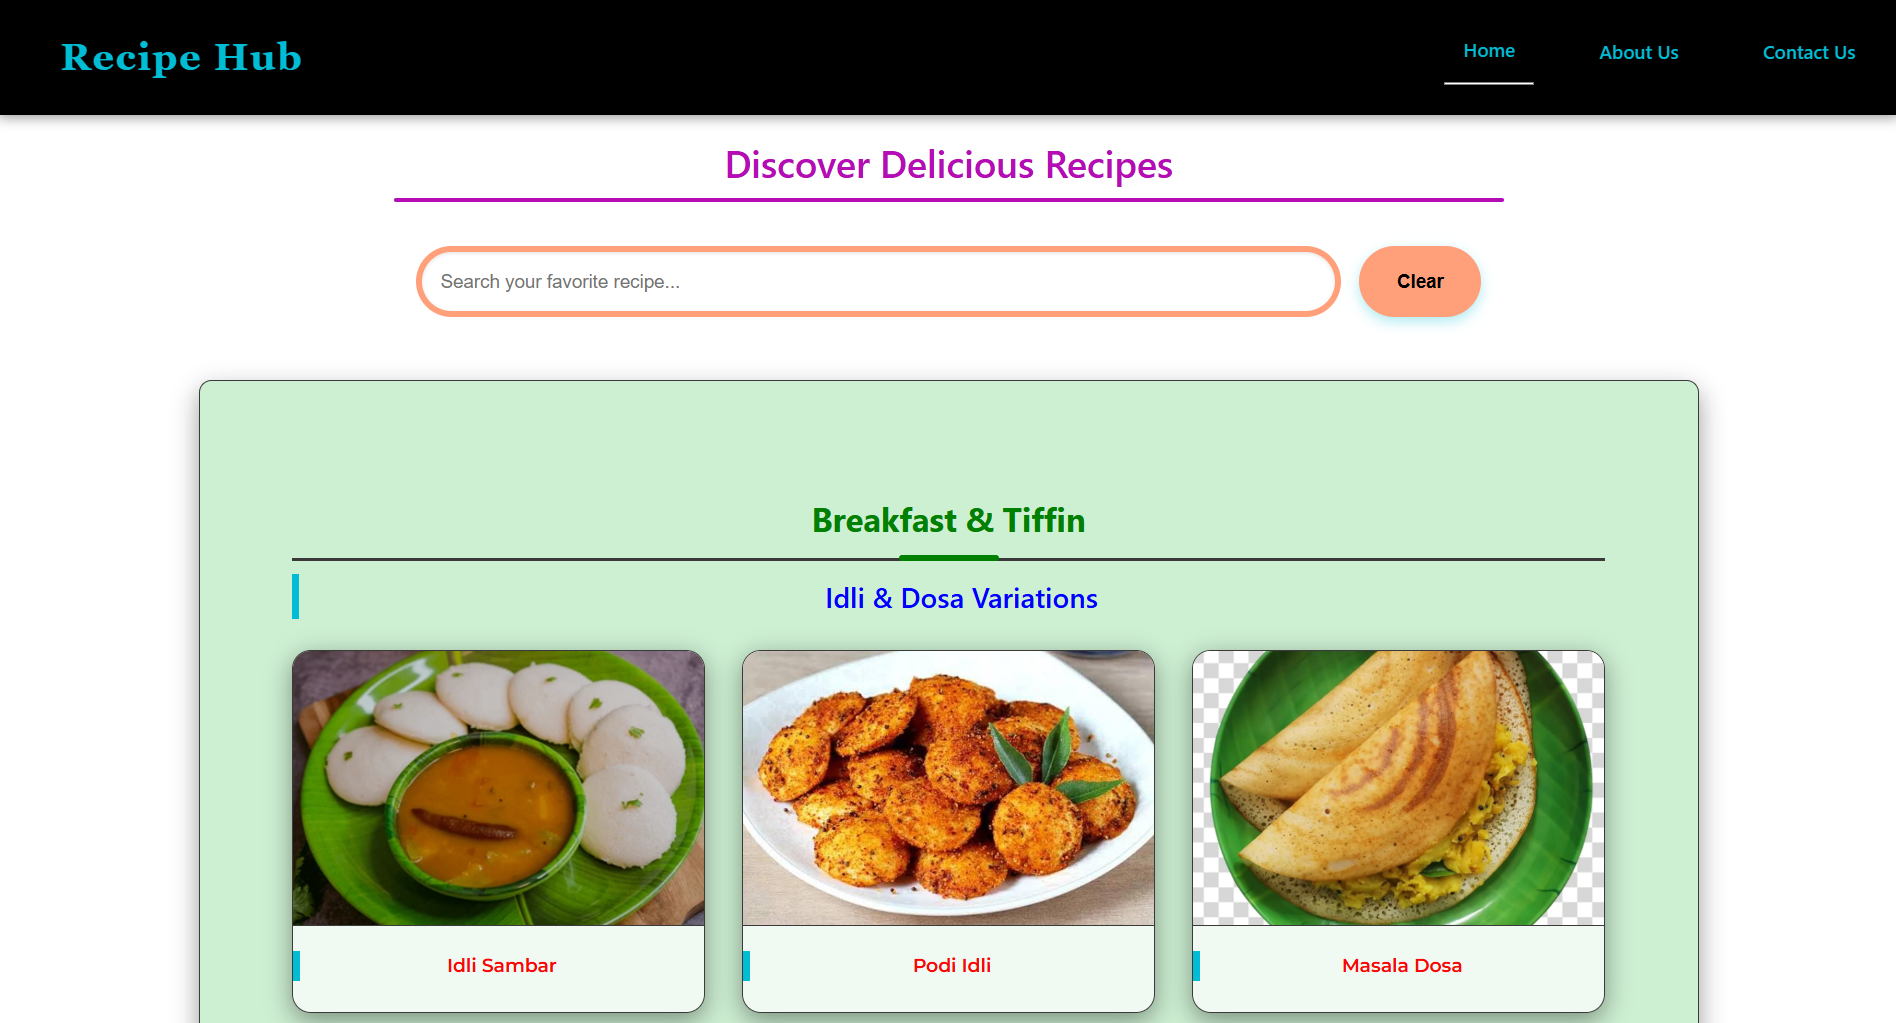 Recipe Hub
Home
About Us
Contact Us
Discover Delicious Recipes
Search your favorite recipe...
Clear
Breakfast & Tiffin
Idli & Dosa Variations
Idli Sambar
Podi Idli
Masala Dosa